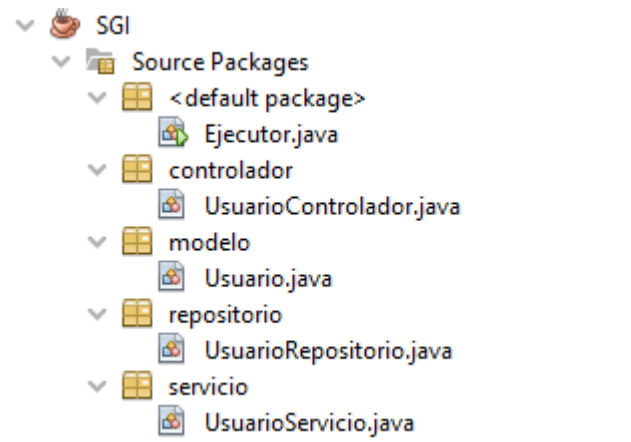 SGI
Source Packages
<default package>
Ejecutor.java
controlador
UsuarioControlador.java
modelo
Usuario.java
repositorio
UsuarioRepositorio.java
servicio
UsuarioServicio.java